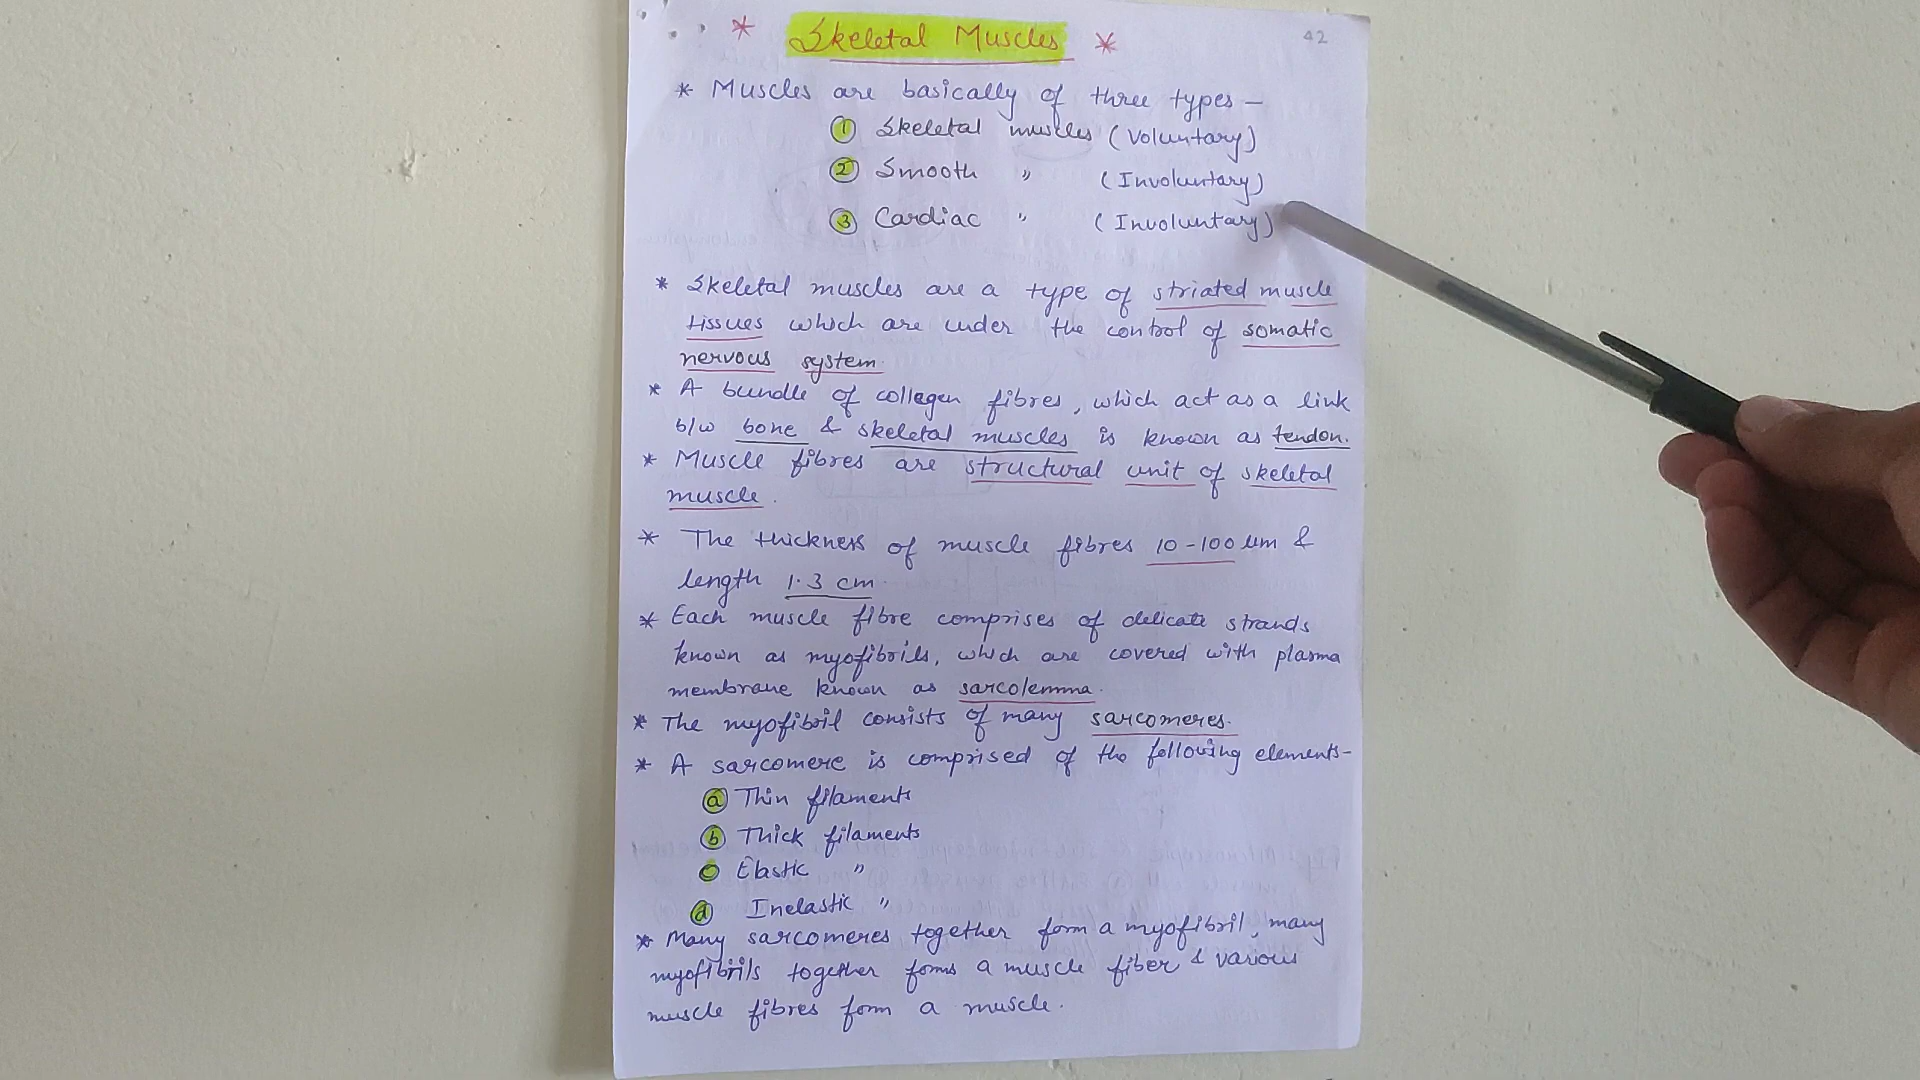 * Skeletal Muscles *
42
* Muscles are basically of three types –
① Skeletal muscles (Voluntary)
② Smooth " (Involuntary)
③ Cardiac " (Involuntary)
* Skeletal muscles are a type of striated muscle
tissues which are under the control of somatic
nervous system.
* A bundle of collagen fibres, which act as a link
b/w bone & skeletal muscles is known as tendon.
* Muscle fibres are structural unit of skeletal
muscle.
* The thickness of muscle fibres 10-100 µm &
length 1.3 cm.
* Each muscle fibre comprises of delicate strands
known as myofibrils, which are covered with plasma
membrane known as sarcolemma.
* The myofibril consists of many sarcomeres.
* A sarcomere is comprised of the following elements-
ⓐ Thin filaments
ⓑ Thick filaments
ⓒ Elastic "
ⓓ Inelastic "
* Many sarcomeres together form a myofibril, many
myofibrils together forms a muscle fiber & various
muscle fibres form a muscle.